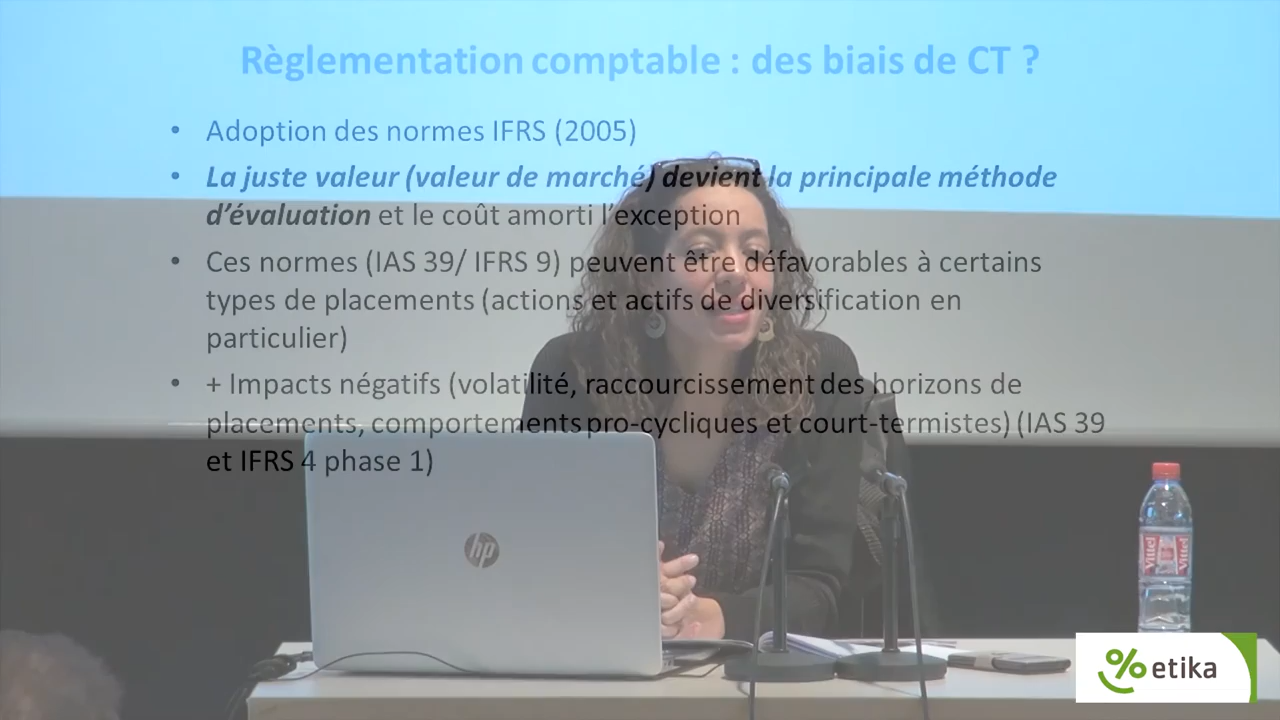 Règlementation comptable : des biais de CT ?
• Adoption des normes IFRS (2005)
• La juste valeur (valeur de marché) devient la principale méthode
d'évaluation et le coût amorti l'exception
• Ces normes (IAS 39/ IFRS 9) peuvent être défavorables à certains
types de placements (actions et actifs de diversification en
particulier)
• + Impacts négatifs (volatilité, raccourcissement des horizons de
placements, comportements pro-cycliques et court-termistes) (IAS 39
et IFRS 4 phase 1)
hp
Vittel
Vittel
% etika